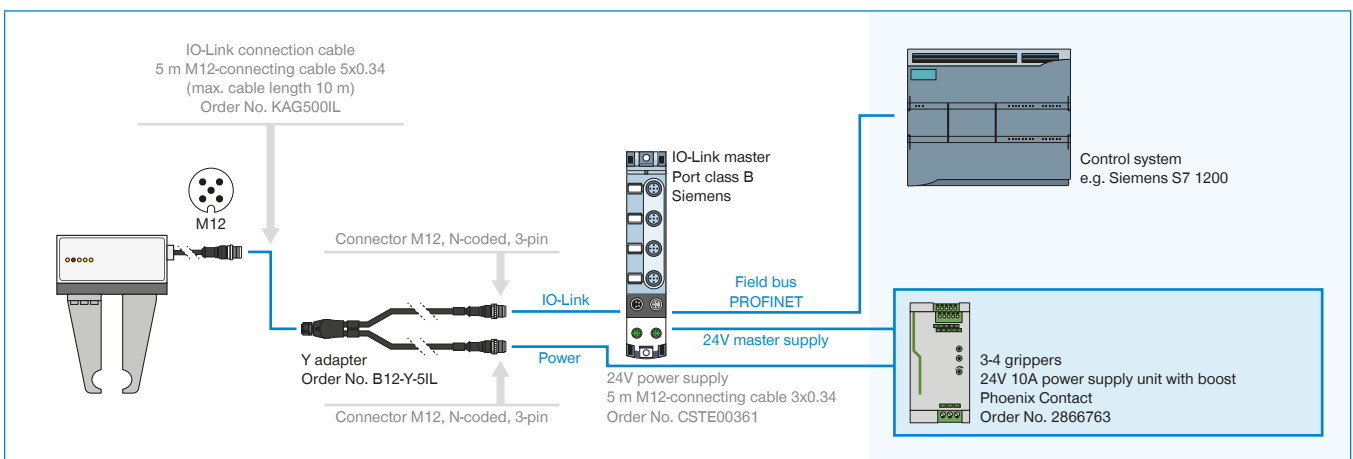 IO-Link connection cable
5 m M12-connecting cable 5x0.34
(max. cable length 10 m)
Order No. KAG500IL
M12
Connector M12, N-coded, 3-pin
IO-Link
Y adapter
Order No. B12-Y-5IL
Power
Connector M12, N-coded, 3-pin
IO-Link master
Port class B
Siemens
Field bus
PROFINET
24V master supply
24V power supply
5 m M12-connecting cable 3x0.34
Order No. CSTE00361
Control system
e.g. Siemens S7 1200
3-4 grippers
24V 10A power supply unit with boost
Phoenix Contact
Order No. 2866763